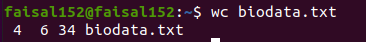 faisal152@faisal152:~$ wc biodata.txt
 4  6 34 biodata.txt